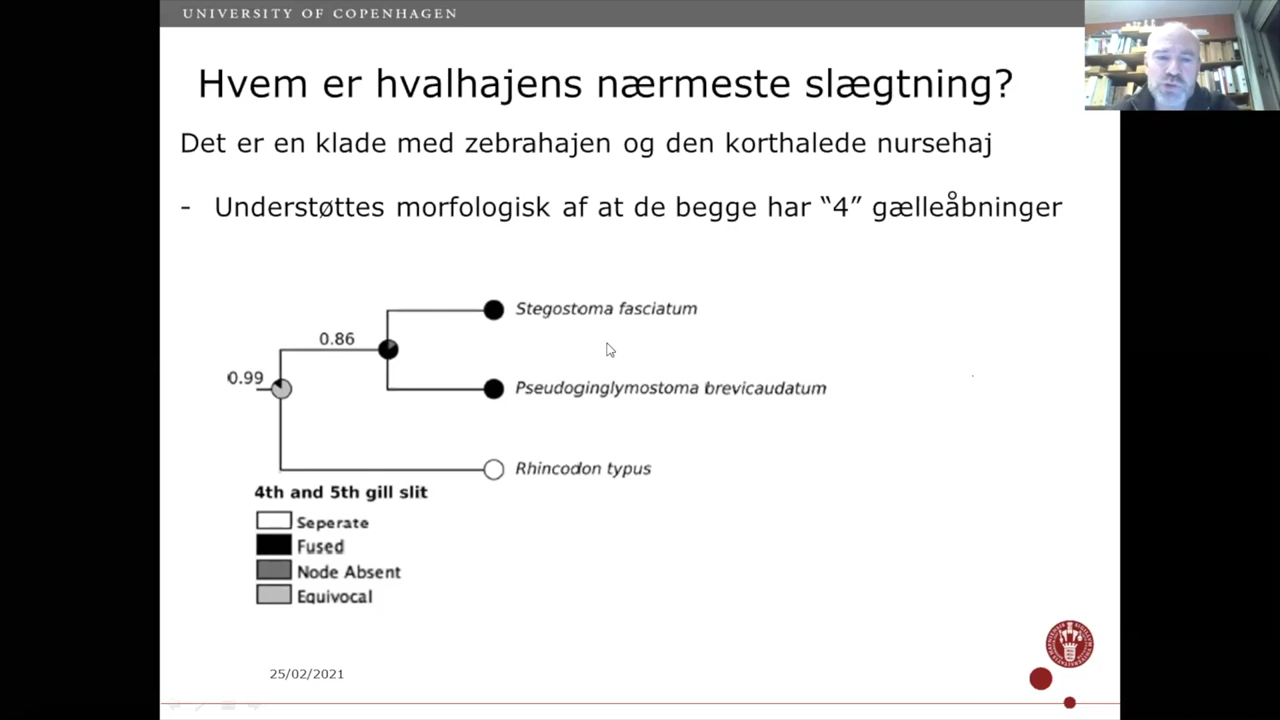 UNIVERSITY OF COPENHAGEN
Hvem er hvalhajens nærmeste slægtning?
Det er en klade med zebrahajen og den korthalede nursehaj
- Understøttes morfologisk af at de begge har “4” gælleåbninger
Stegostoma fasciatum
0.86
0.99
Pseudoginglymostoma brevicaudatum
Rhincodon typus
4th and 5th gill slit
Seperate
Fused
Node Absent
Equivocal
25/02/2021